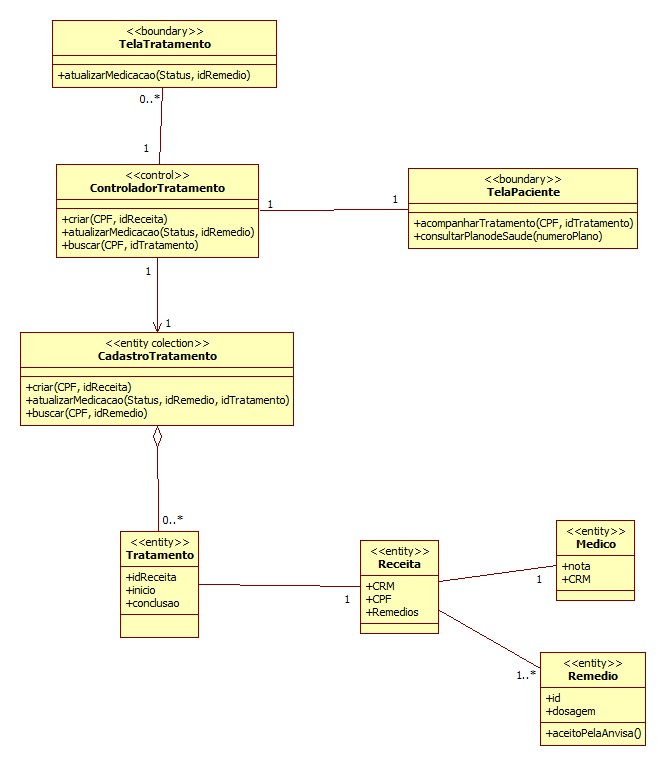 <<boundary>>
TelaTratamento
+atualizarMedicacao(Status, idRemedio)
0..*
1
<<control>>
ControladorTratamento
+criar(CPF, idReceita)
+atualizarMedicacao(Status, idRemedio)
+buscar(CPF, idTratamento)
1
1
<<boundary>>
TelaPaciente
+acompanharTratamento(CPF, idTratamento)
+consultarPlanodeSaude(numeroPlano)
1
1
<<entity colection>>
CadastroTratamento
+criar(CPF, idReceita)
+atualizarMedicacao(Status, idRemedio, idTratamento)
+buscar(CPF, idRemedio)
0..*
<<entity>>
Tratamento
+idReceita
+inicio
+conclusao
1
<<entity>>
Receita
+CRM
+CPF
+Remedios
1
<<entity>>
Medico
+nota
+CRM
1..*
<<entity>>
Remedio
+id
+dosagem
+aceitoPelaAnvisa()